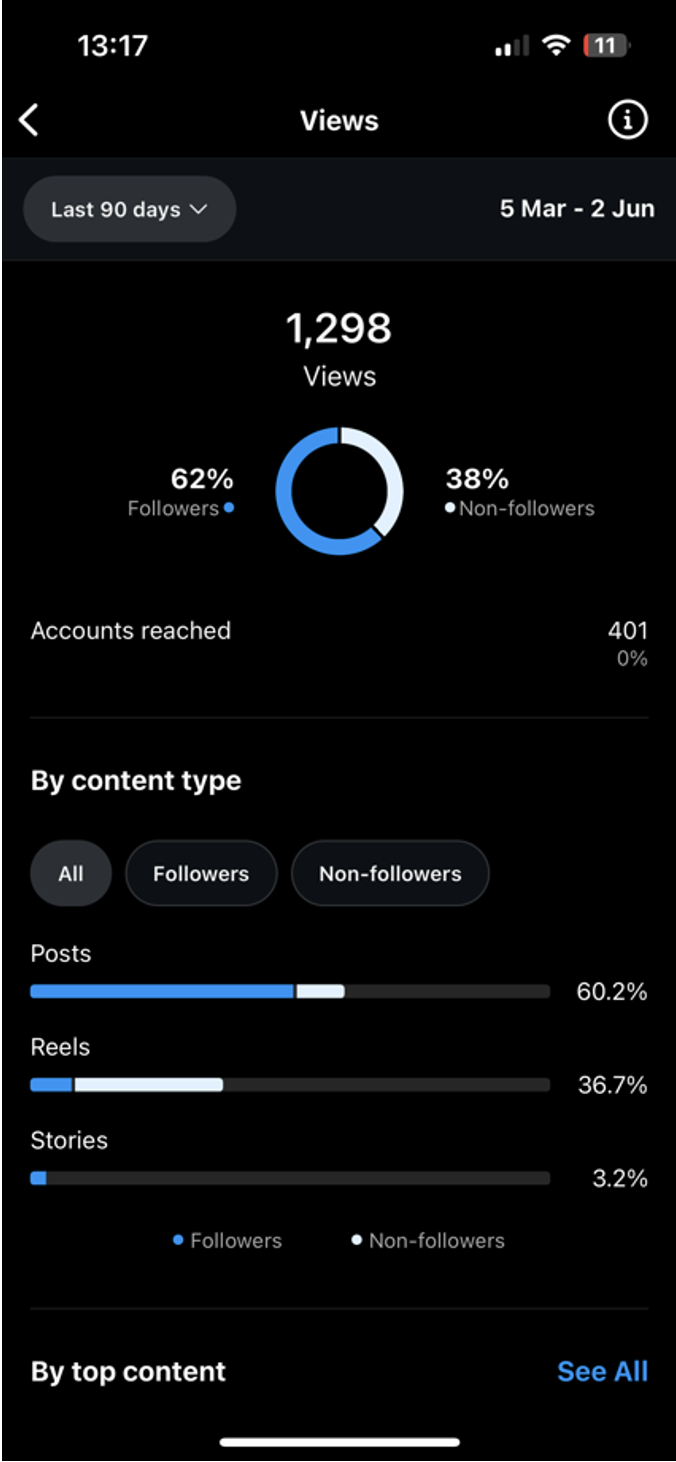 13:17
11
Views
Last 90 days
5 Mar - 2 Jun
1,298
Views
62%
Followers
38%
Non-followers
Accounts reached
401
0%
By content type
All
Followers
Non-followers
Posts
60.2%
Reels
36.7%
Stories
3.2%
Followers
Non-followers
By top content
See All